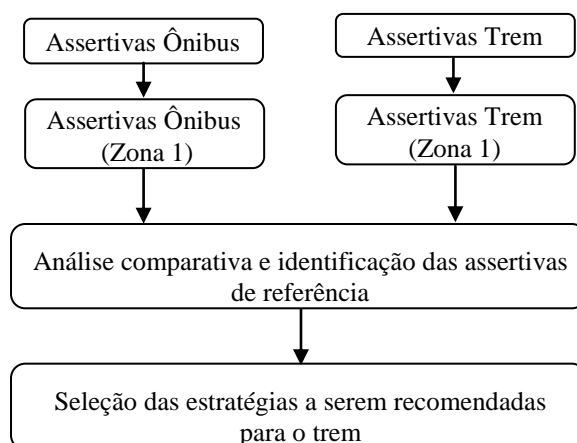 Assertivas Ônibus
Assertivas Trem
Assertivas Ônibus
(Zona 1)
Assertivas Trem
(Zona 1)
Análise comparativa e identificação das assertivas
de referência
Seleção das estratégias a serem recomendadas
para o trem